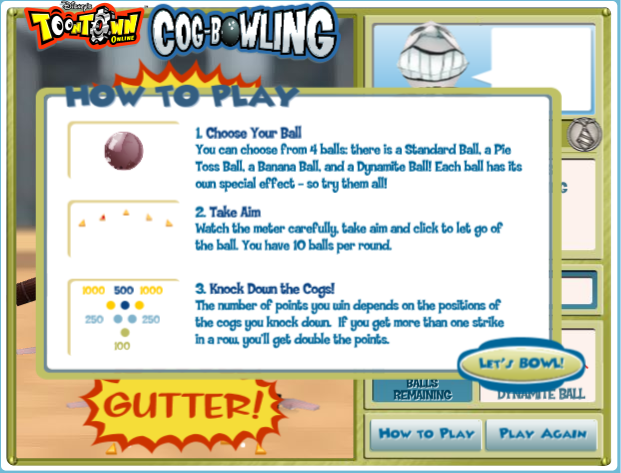 Disney's
TOONTOWN
ONLINE
COG-BOWLING
HOW TO PLAY
1. Choose Your Ball
You can choose from 4 balls: there is a Standard Ball, a Pie
Toss Ball, a Banana Ball, and a Dynamite Ball! Each ball has its
own special effect - so try them all!
2. Take Aim
Watch the meter carefully, take aim and click to let go of
the ball. You have 10 balls per round.
1000 500 1000
250 250
100
3. Knock Down the Cogs!
The number of points you win depends on the positions of
the cogs you knock down. If you get more than one strike
in a row, you'll get double the points.
LET'S BOWL!
GUTTER!
BALLS
REMAINING
DYNAMITE BALL
HOW TO PLAY
PLAY AGAIN